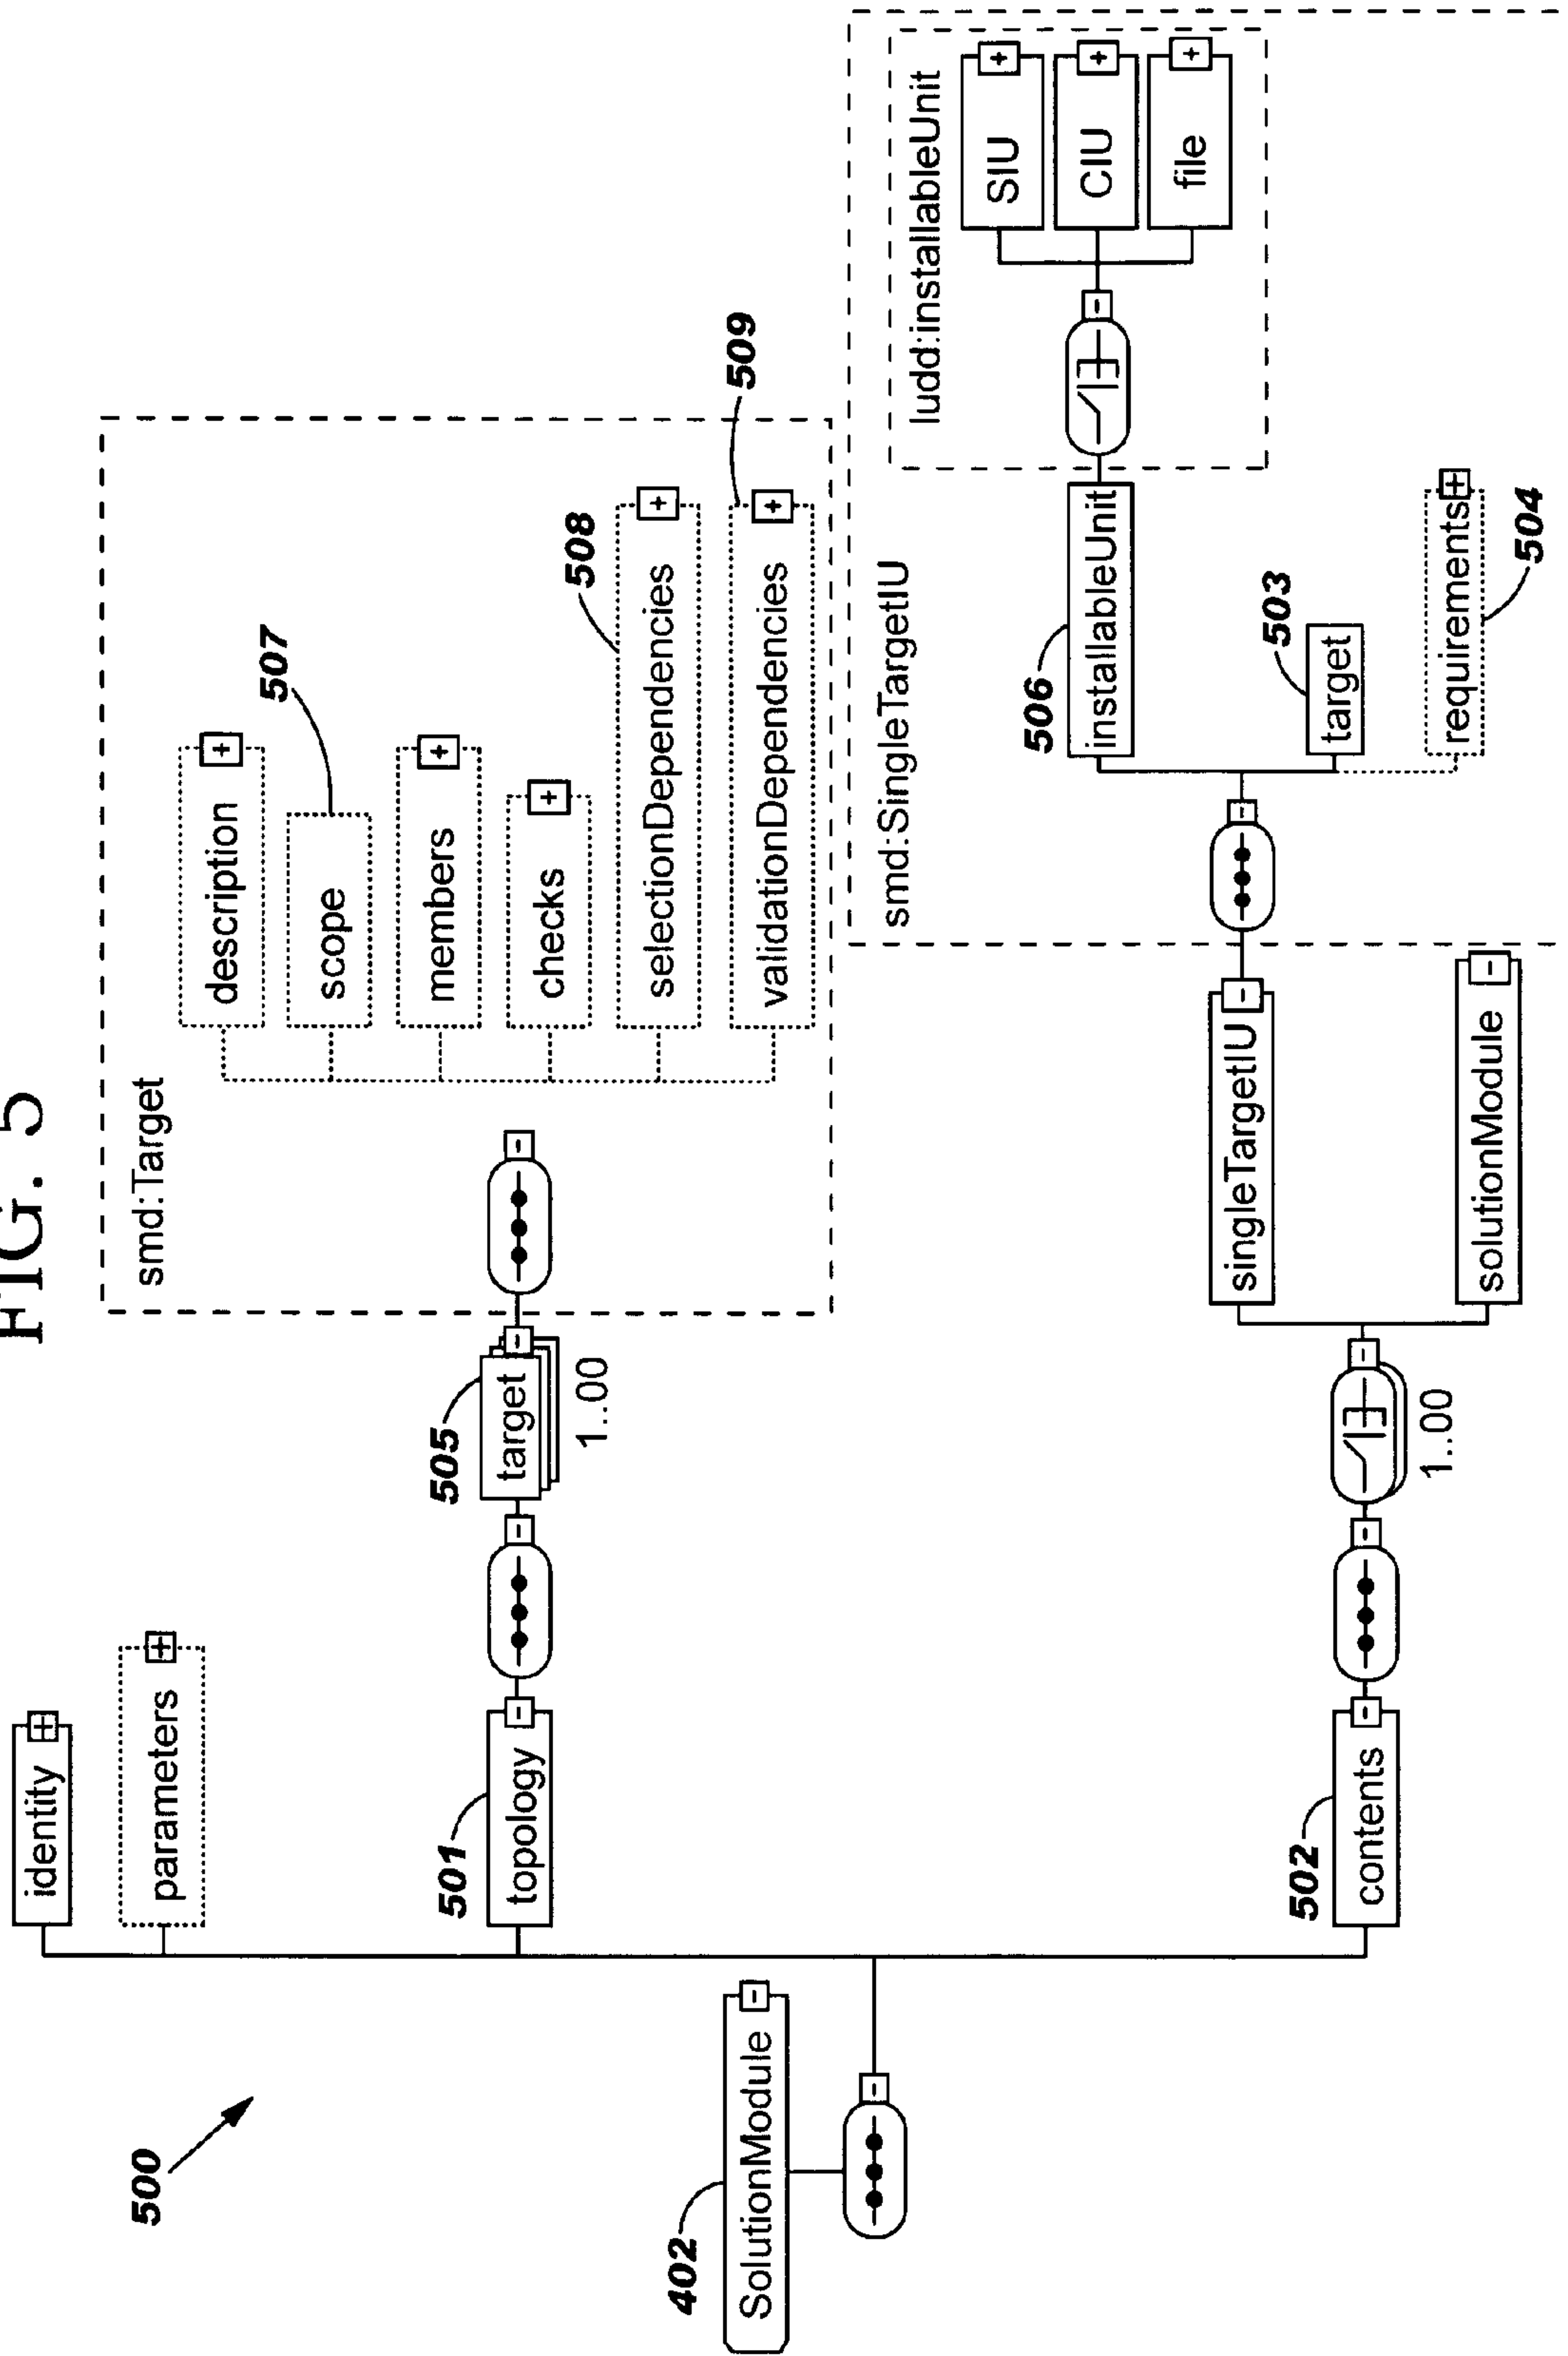 FIG. 5
500
402
SolutionModule
identity
parameters
501
topology
505
target
1..00
smd:Target
description
scope
507
members
checks
selectionDependencies
508
validationDependencies
509
502
contents
1..00
singleTargetIU
solutionModule
smd:SingleTargetIU
506
installableUnit
503
target
requirements
504
Iudd:installableUnit
SIU
CIU
file